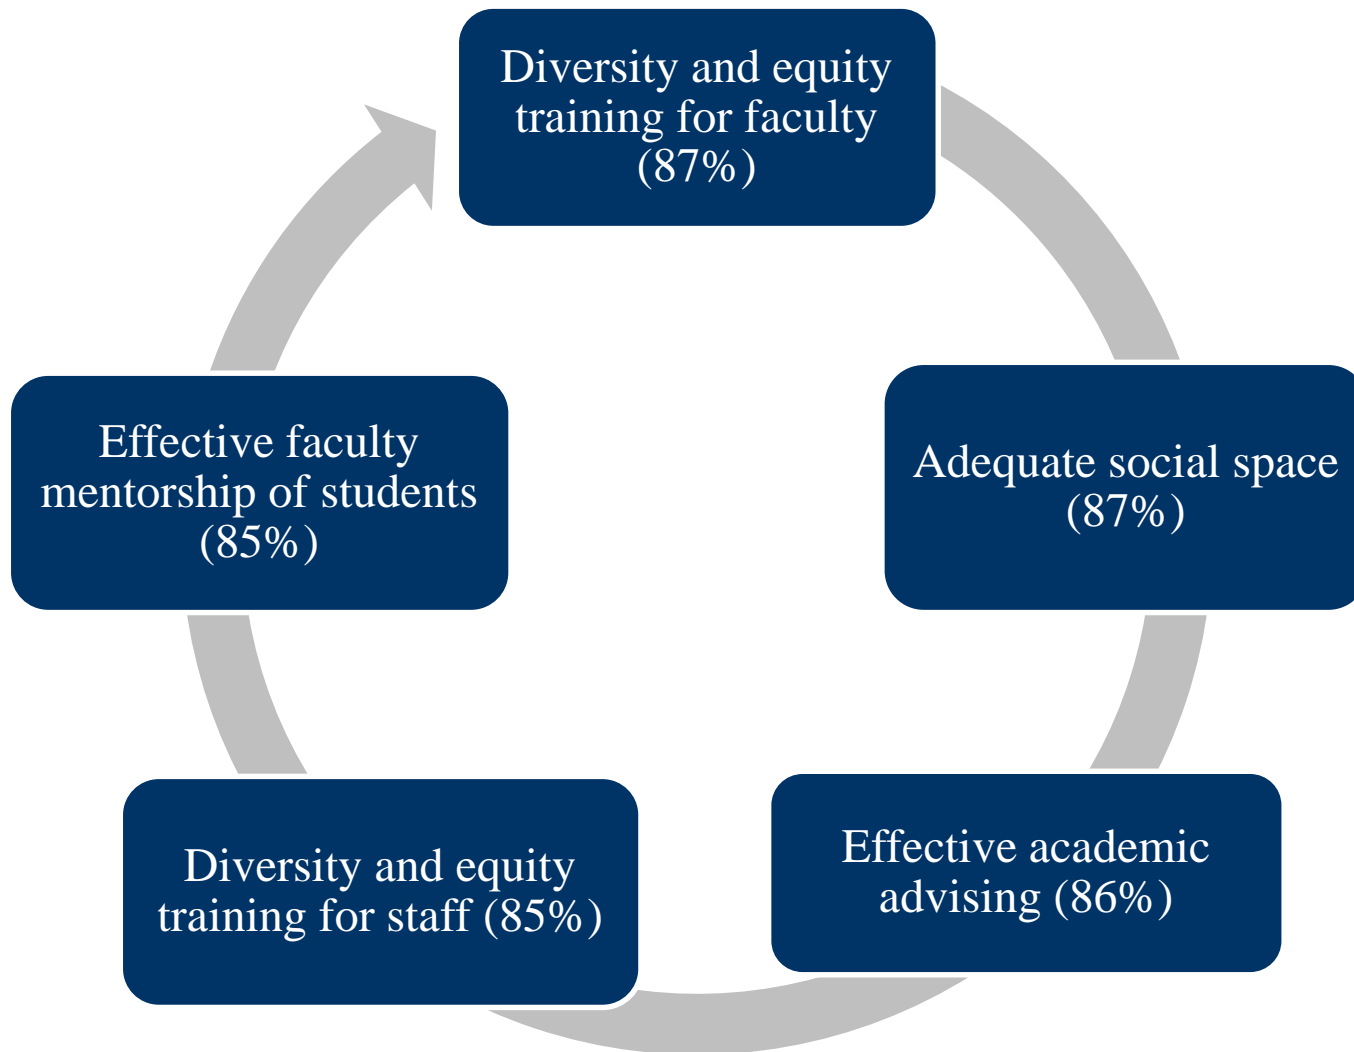 Diversity and equity
training for faculty
(87%)
Adequate social space
(87%)
Effective academic
advising (86%)
Diversity and equity
training for staff (85%)
Effective faculty
mentorship of students
(85%)